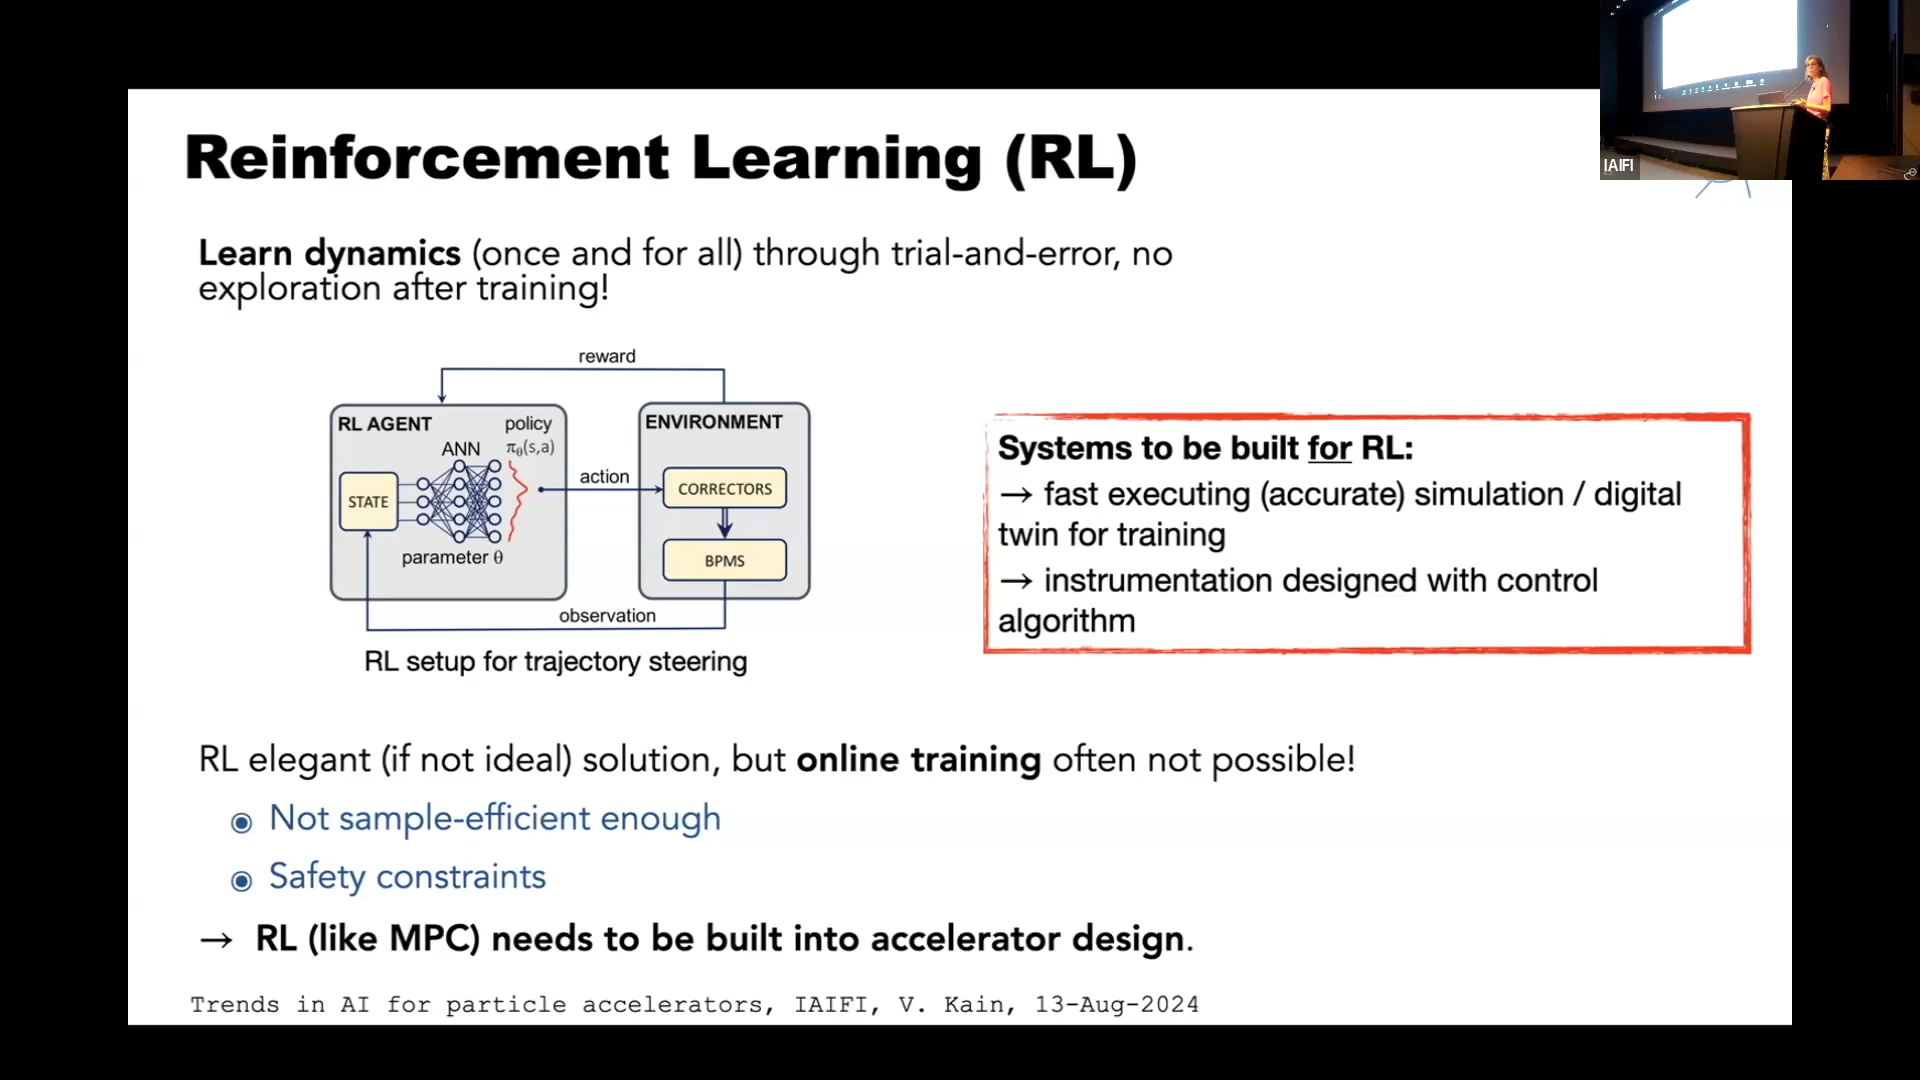 IAIFI
Reinforcement Learning (RL)
Learn dynamics (once and for all) through trial-and-error, no
exploration after training!
reward
RL AGENT
policy
ANN
πθ(s,a)
STATE
parameter θ
action
ENVIRONMENT
CORRECTORS
BPMS
observation
RL setup for trajectory steering
Systems to be built for RL:
→ fast executing (accurate) simulation / digital
twin for training
→ instrumentation designed with control
algorithm
RL elegant (if not ideal) solution, but online training often not possible!
◉ Not sample-efficient enough
◉ Safety constraints
→ RL (like MPC) needs to be built into accelerator design.
Trends in AI for particle accelerators, IAIFI, V. Kain, 13-Aug-2024